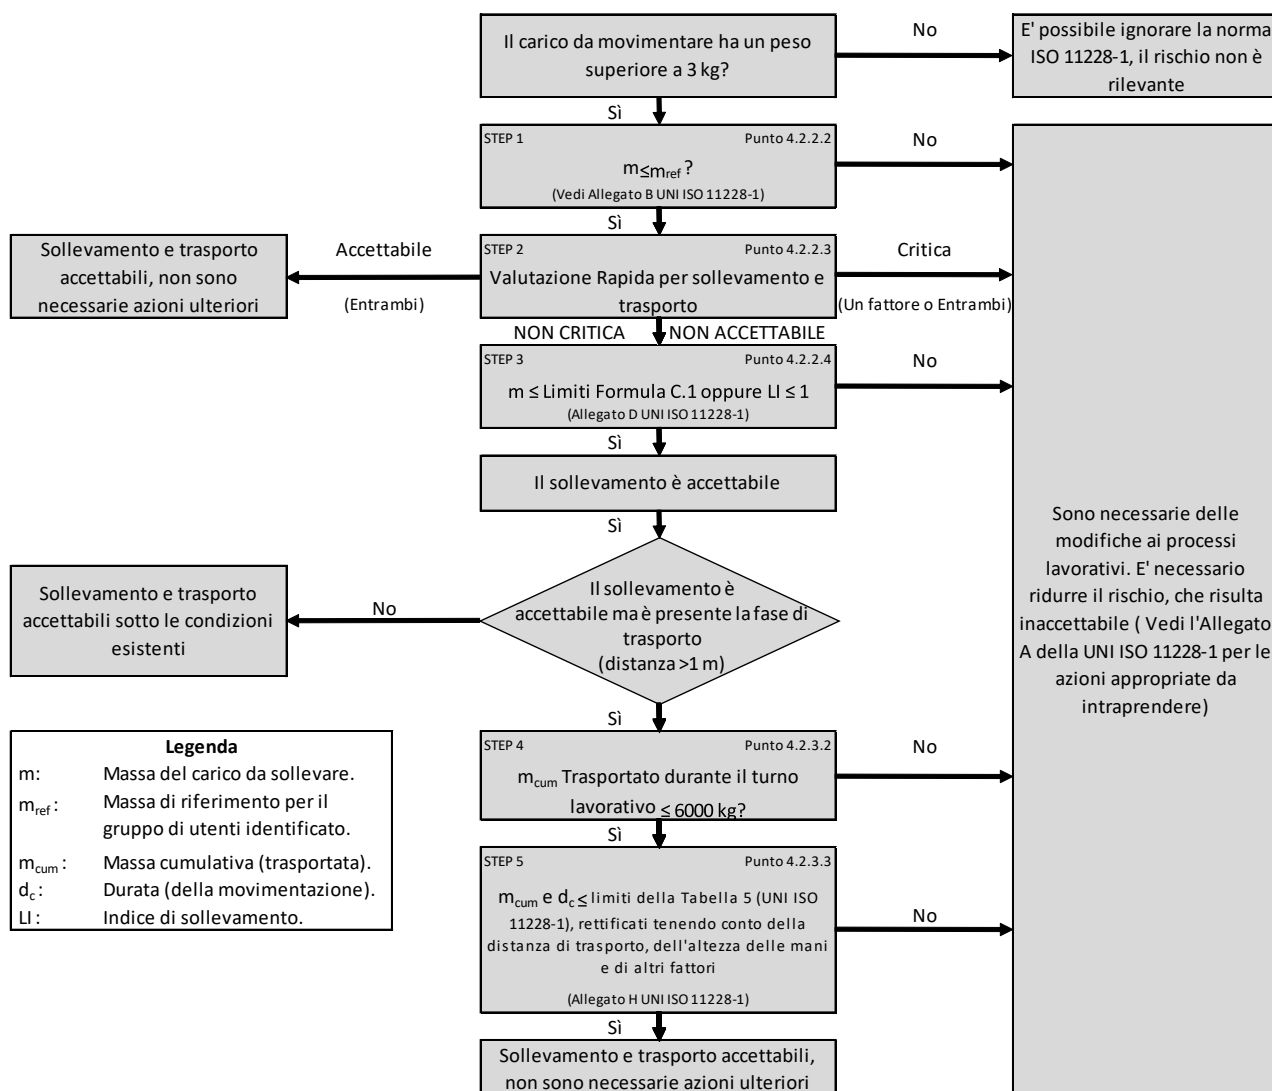 Il carico da movimentare ha un peso
superiore a 3 kg?
No
E' possibile ignorare la norma
ISO 11228-1, il rischio non è
rilevante
Sì
STEP 1 Punto 4.2.2.2
m≤mref ?
(Vedi Allegato B UNI ISO 11228-1)
No
Sì
Sollevamento e trasporto
accettabili, non sono
necessarie azioni ulteriori
Accettabile
(Entrambi)
STEP 2 Punto 4.2.2.3
Valutazione Rapida per sollevamento e
trasporto
Critica
(Un fattore o Entrambi)
NON CRITICA NON ACCETTABILE
STEP 3 Punto 4.2.2.4
m ≤ Limiti Formula C.1 oppure LI ≤ 1
(Allegato D UNI ISO 11228-1)
No
Sì
Il sollevamento è accettabile
Sì
Sono necessarie delle
modifiche ai processi
lavorativi. E' necessario
ridurre il rischio, che risulta
inaccettabile ( Vedi l'Allegato
A della UNI ISO 11228-1 per le
azioni appropriate da
intraprendere)
Il sollevamento è
accettabile ma è presente la fase di
trasporto
(distanza >1 m)
No
Sollevamento e trasporto
accettabili sotto le condizioni
esistenti
Sì
STEP 4 Punto 4.2.3.2
mcum Trasportato durante il turno
lavorativo ≤ 6000 kg?
No
Sì
STEP 5 Punto 4.2.3.3
mcum e dc ≤ limiti della Tabella 5 (UNI ISO
11228-1), rettificati tenendo conto della
distanza di trasporto, dell'altezza delle mani
e di altri fattori
(Allegato H UNI ISO 11228-1)
No
Sì
Sollevamento e trasporto accettabili,
non sono necessarie azioni ulteriori
Legenda
m: Massa del carico da sollevare.
mref : Massa di riferimento per il
gruppo di utenti identificato.
mcum : Massa cumulativa (trasportata).
dc : Durata (della movimentazione).
LI : Indice di sollevamento.